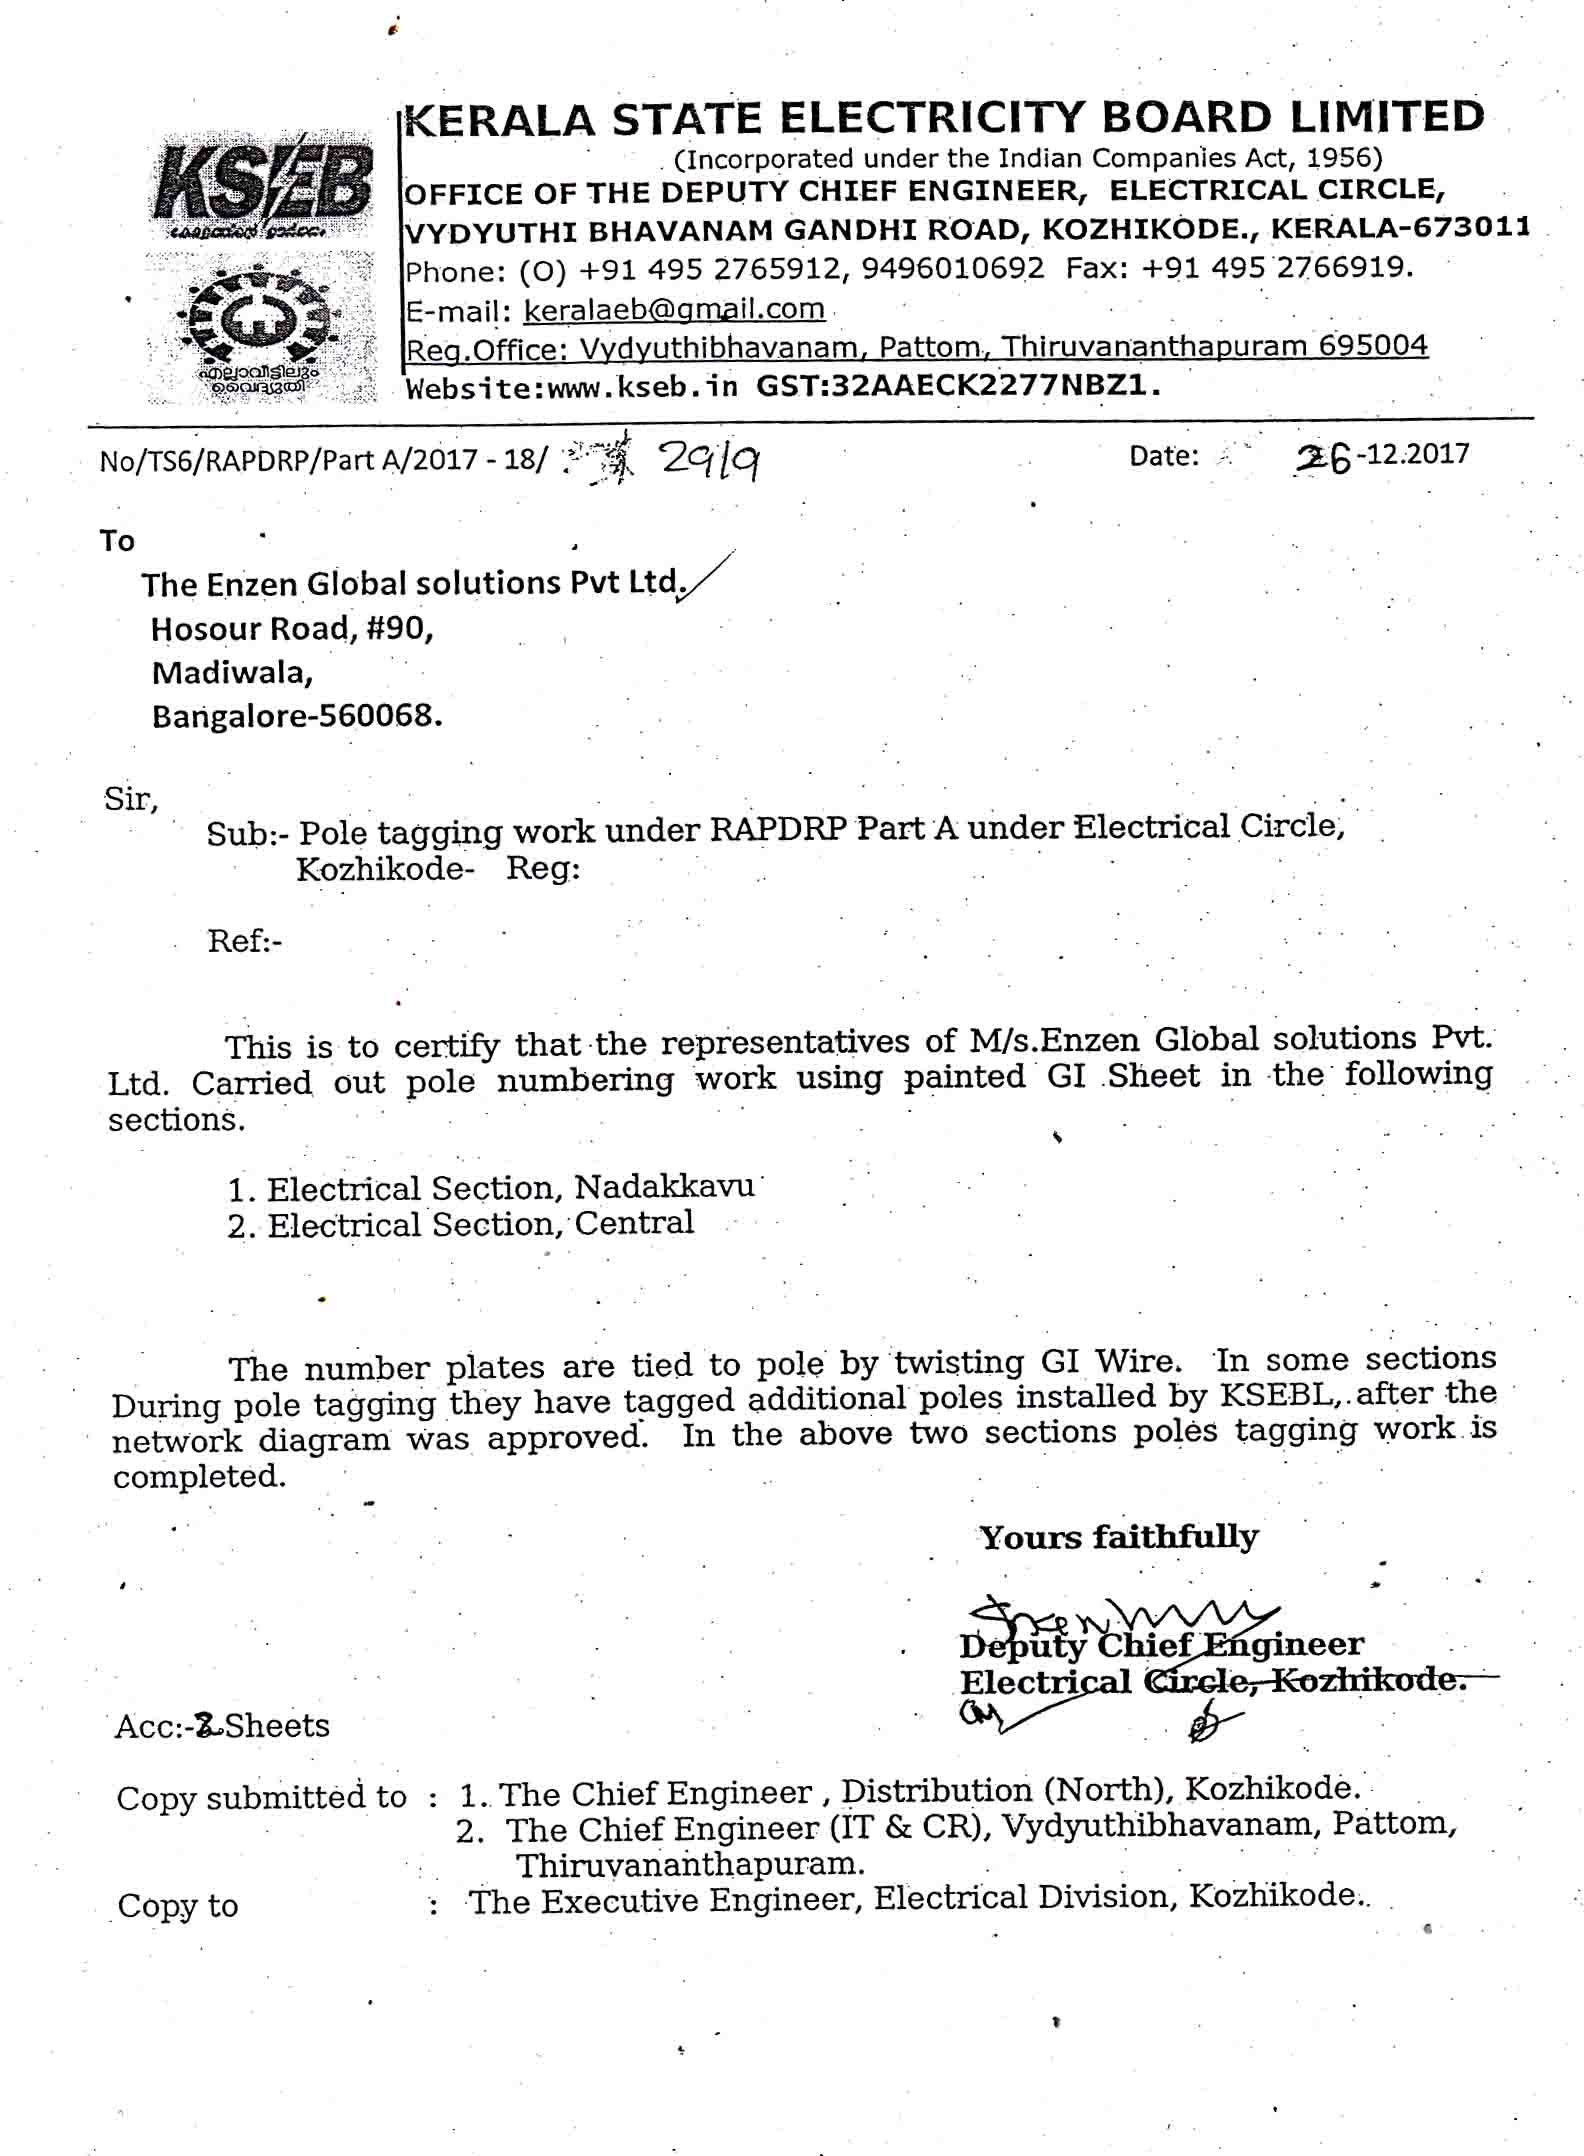 KERALA STATE ELECTRICITY BOARD LIMITED
(Incorporated under the Indian Companies Act, 1956)
KSEB
OFFICE OF THE DEPUTY CHIEF ENGINEER, ELECTRICAL CIRCLE,
VYDYUTHI BHAVANAM GANDHI ROAD, KOZHIKODE., KERALA-673011
Phone: (O) +91 495 2765912, 9496010692 Fax: +91 495 2766919.
E-mail: keralaeb@gmail.com
Reg.Office: Vydyuthibhavanam, Pattom, Thiruvananthapuram 695004
എല്ലാവീട്ടിലും
വൈദ്യുതി
Website:www.kseb.in GST:32AAECK2277NBZ1.
No/TS6/RAPDRP/Part A/2017 - 18/ 2919 Date: 26-12.2017
To
The Enzen Global solutions Pvt Ltd.
Hosour Road, #90,
Madiwala,
Bangalore-560068.
Sir,
Sub:- Pole tagging work under RAPDRP Part A under Electrical Circle,
Kozhikode- Reg:
Ref:-
This is to certify that the representatives of M/s.Enzen Global solutions Pvt.
Ltd. Carried out pole numbering work using painted GI Sheet in the following
sections.
1. Electrical Section, Nadakkavu
2. Electrical Section, Central
The number plates are tied to pole by twisting GI Wire. In some sections
During pole tagging they have tagged additional poles installed by KSEBL, after the
network diagram was approved. In the above two sections poles tagging work is
completed.
Yours faithfully
Deputy Chief Engineer
Electrical Circle, Kozhikode.
Acc:-2 Sheets
Copy submitted to : 1. The Chief Engineer , Distribution (North), Kozhikode.
2. The Chief Engineer (IT & CR), Vydyuthibhavanam, Pattom,
Thiruvananthapuram.
Copy to : The Executive Engineer, Electrical Division, Kozhikode.